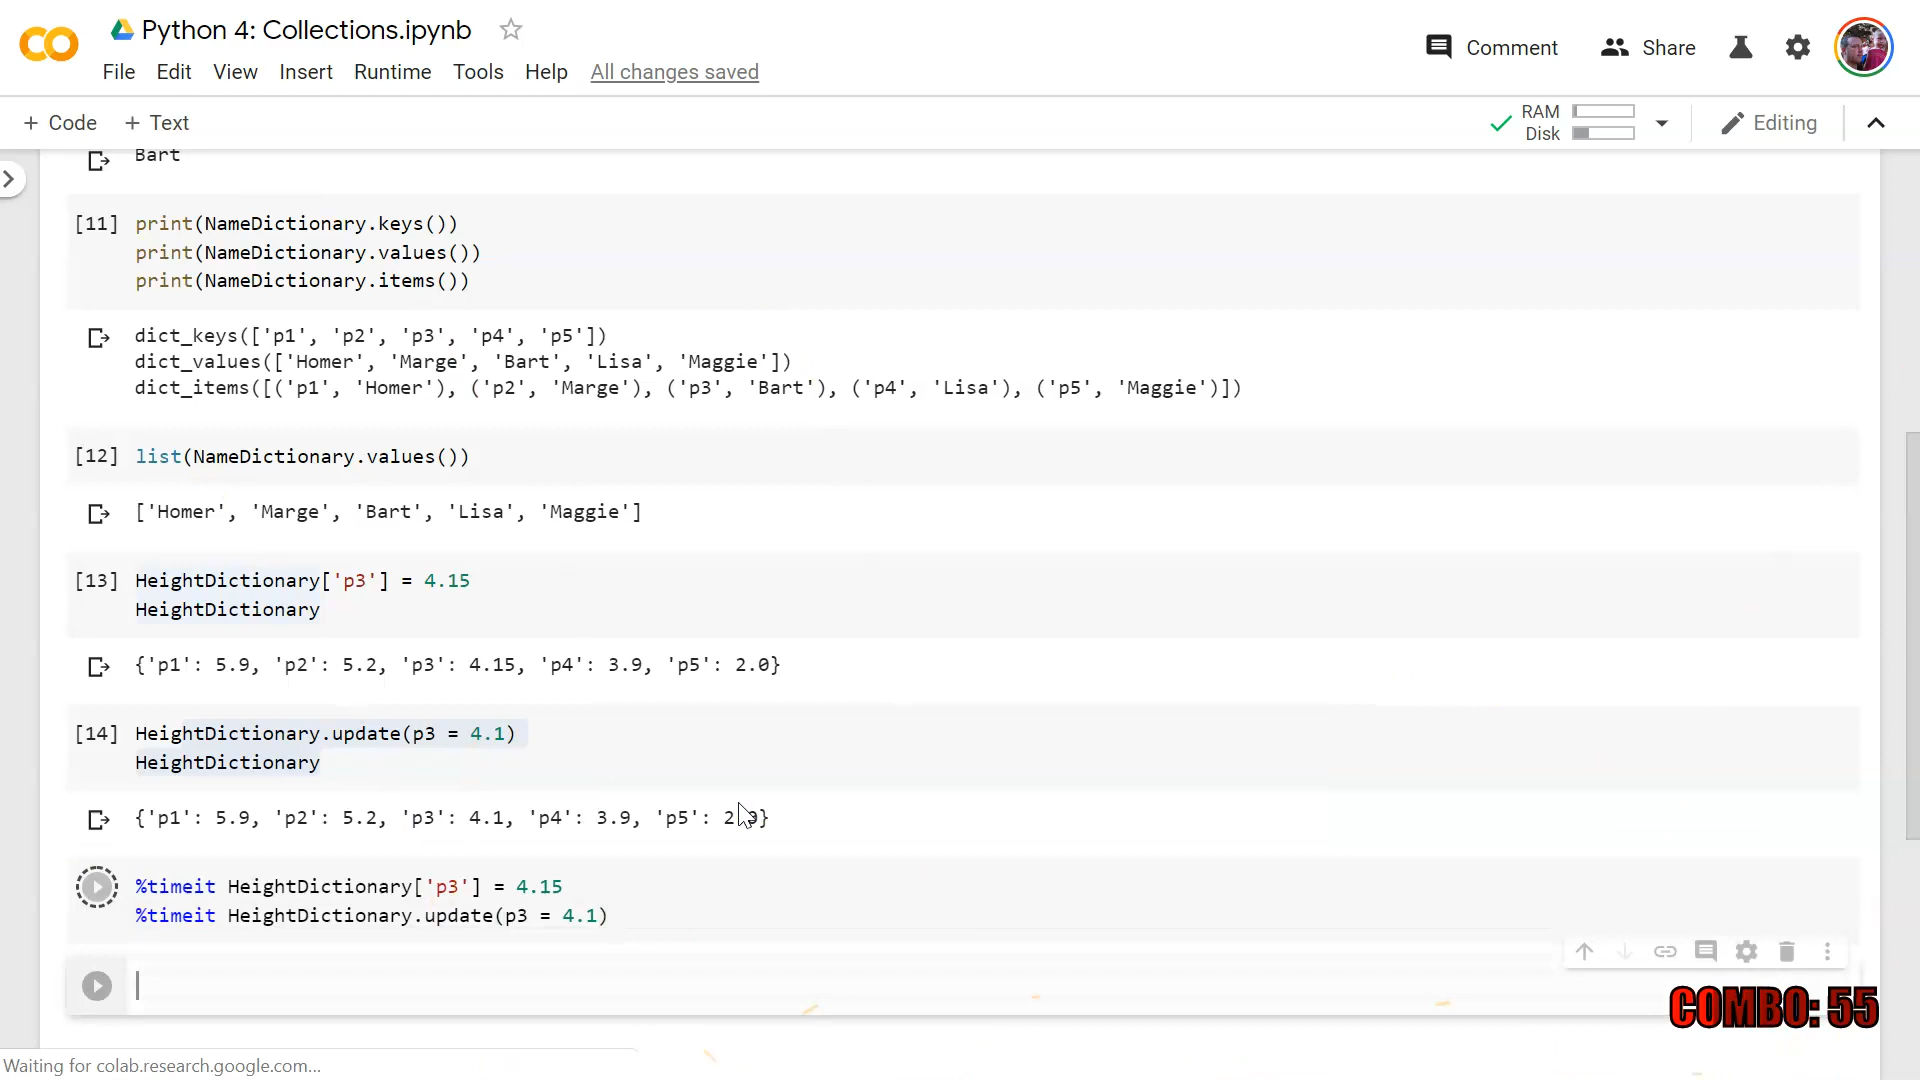 Python 4: Collections.ipynb
File Edit View Insert Runtime Tools Help All changes saved
Comment Share
+ Code + Text
RAM
Disk
Editing
Bart
[11] print(NameDictionary.keys())
print(NameDictionary.values())
print(NameDictionary.items())
dict_keys(['p1', 'p2', 'p3', 'p4', 'p5'])
dict_values(['Homer', 'Marge', 'Bart', 'Lisa', 'Maggie'])
dict_items([('p1', 'Homer'), ('p2', 'Marge'), ('p3', 'Bart'), ('p4', 'Lisa'), ('p5', 'Maggie')])
[12] list(NameDictionary.values())
['Homer', 'Marge', 'Bart', 'Lisa', 'Maggie']
[13] HeightDictionary['p3'] = 4.15
HeightDictionary
{'p1': 5.9, 'p2': 5.2, 'p3': 4.15, 'p4': 3.9, 'p5': 2.0}
[14] HeightDictionary.update(p3 = 4.1)
HeightDictionary
{'p1': 5.9, 'p2': 5.2, 'p3': 4.1, 'p4': 3.9, 'p5': 2.0}
%timeit HeightDictionary['p3'] = 4.15
%timeit HeightDictionary.update(p3 = 4.1)
COMBO: 55
Waiting for colab.research.google.com...